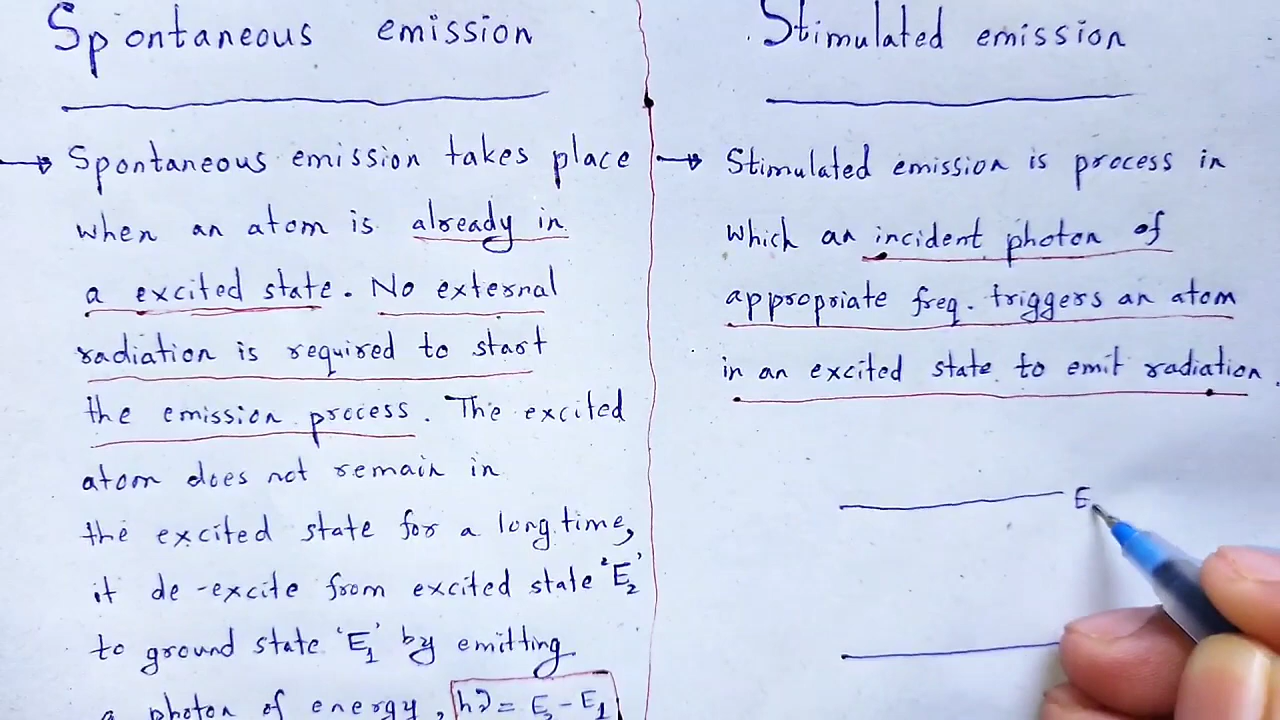 Spontaneous emission
Spontaneous emission takes place
when an atom is already in
a excited state. No external
radiation is required to start
the emission process. The excited
atom does not remain in
the excited state for a long time,
it de-excite from excited state 'E₂'
to ground state 'E₁' by emitting
a photon of energy, hν = E₂ - E₁
Stimulated emission
Stimulated emission is process in
which an incident photon of
appropriate freq. triggers an atom
in an excited state to emit radiation.
E